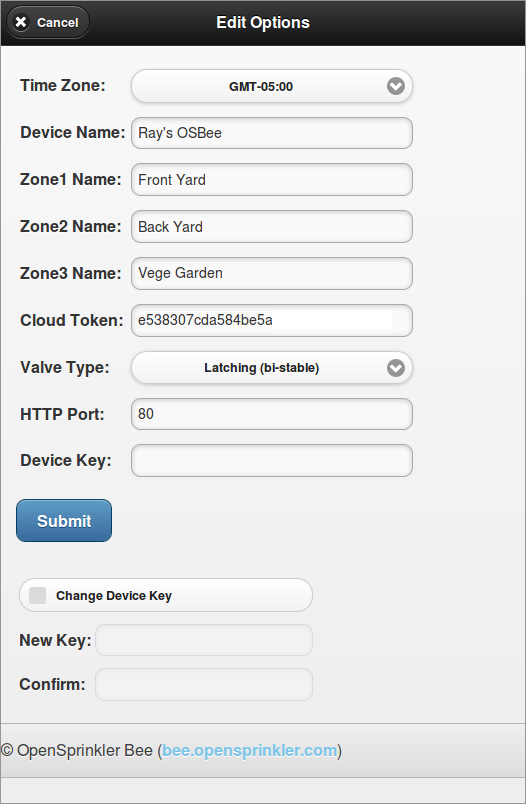 Cancel
Edit Options
Time Zone: GMT-05:00
Device Name: Ray's OSBee
Zone1 Name: Front Yard
Zone2 Name: Back Yard
Zone3 Name: Vege Garden
Cloud Token: e538307cda584be5a
Valve Type: Latching (bi-stable)
HTTP Port: 80
Device Key:
Submit
Change Device Key
New Key:
Confirm:
© OpenSprinkler Bee (bee.opensprinkler.com)